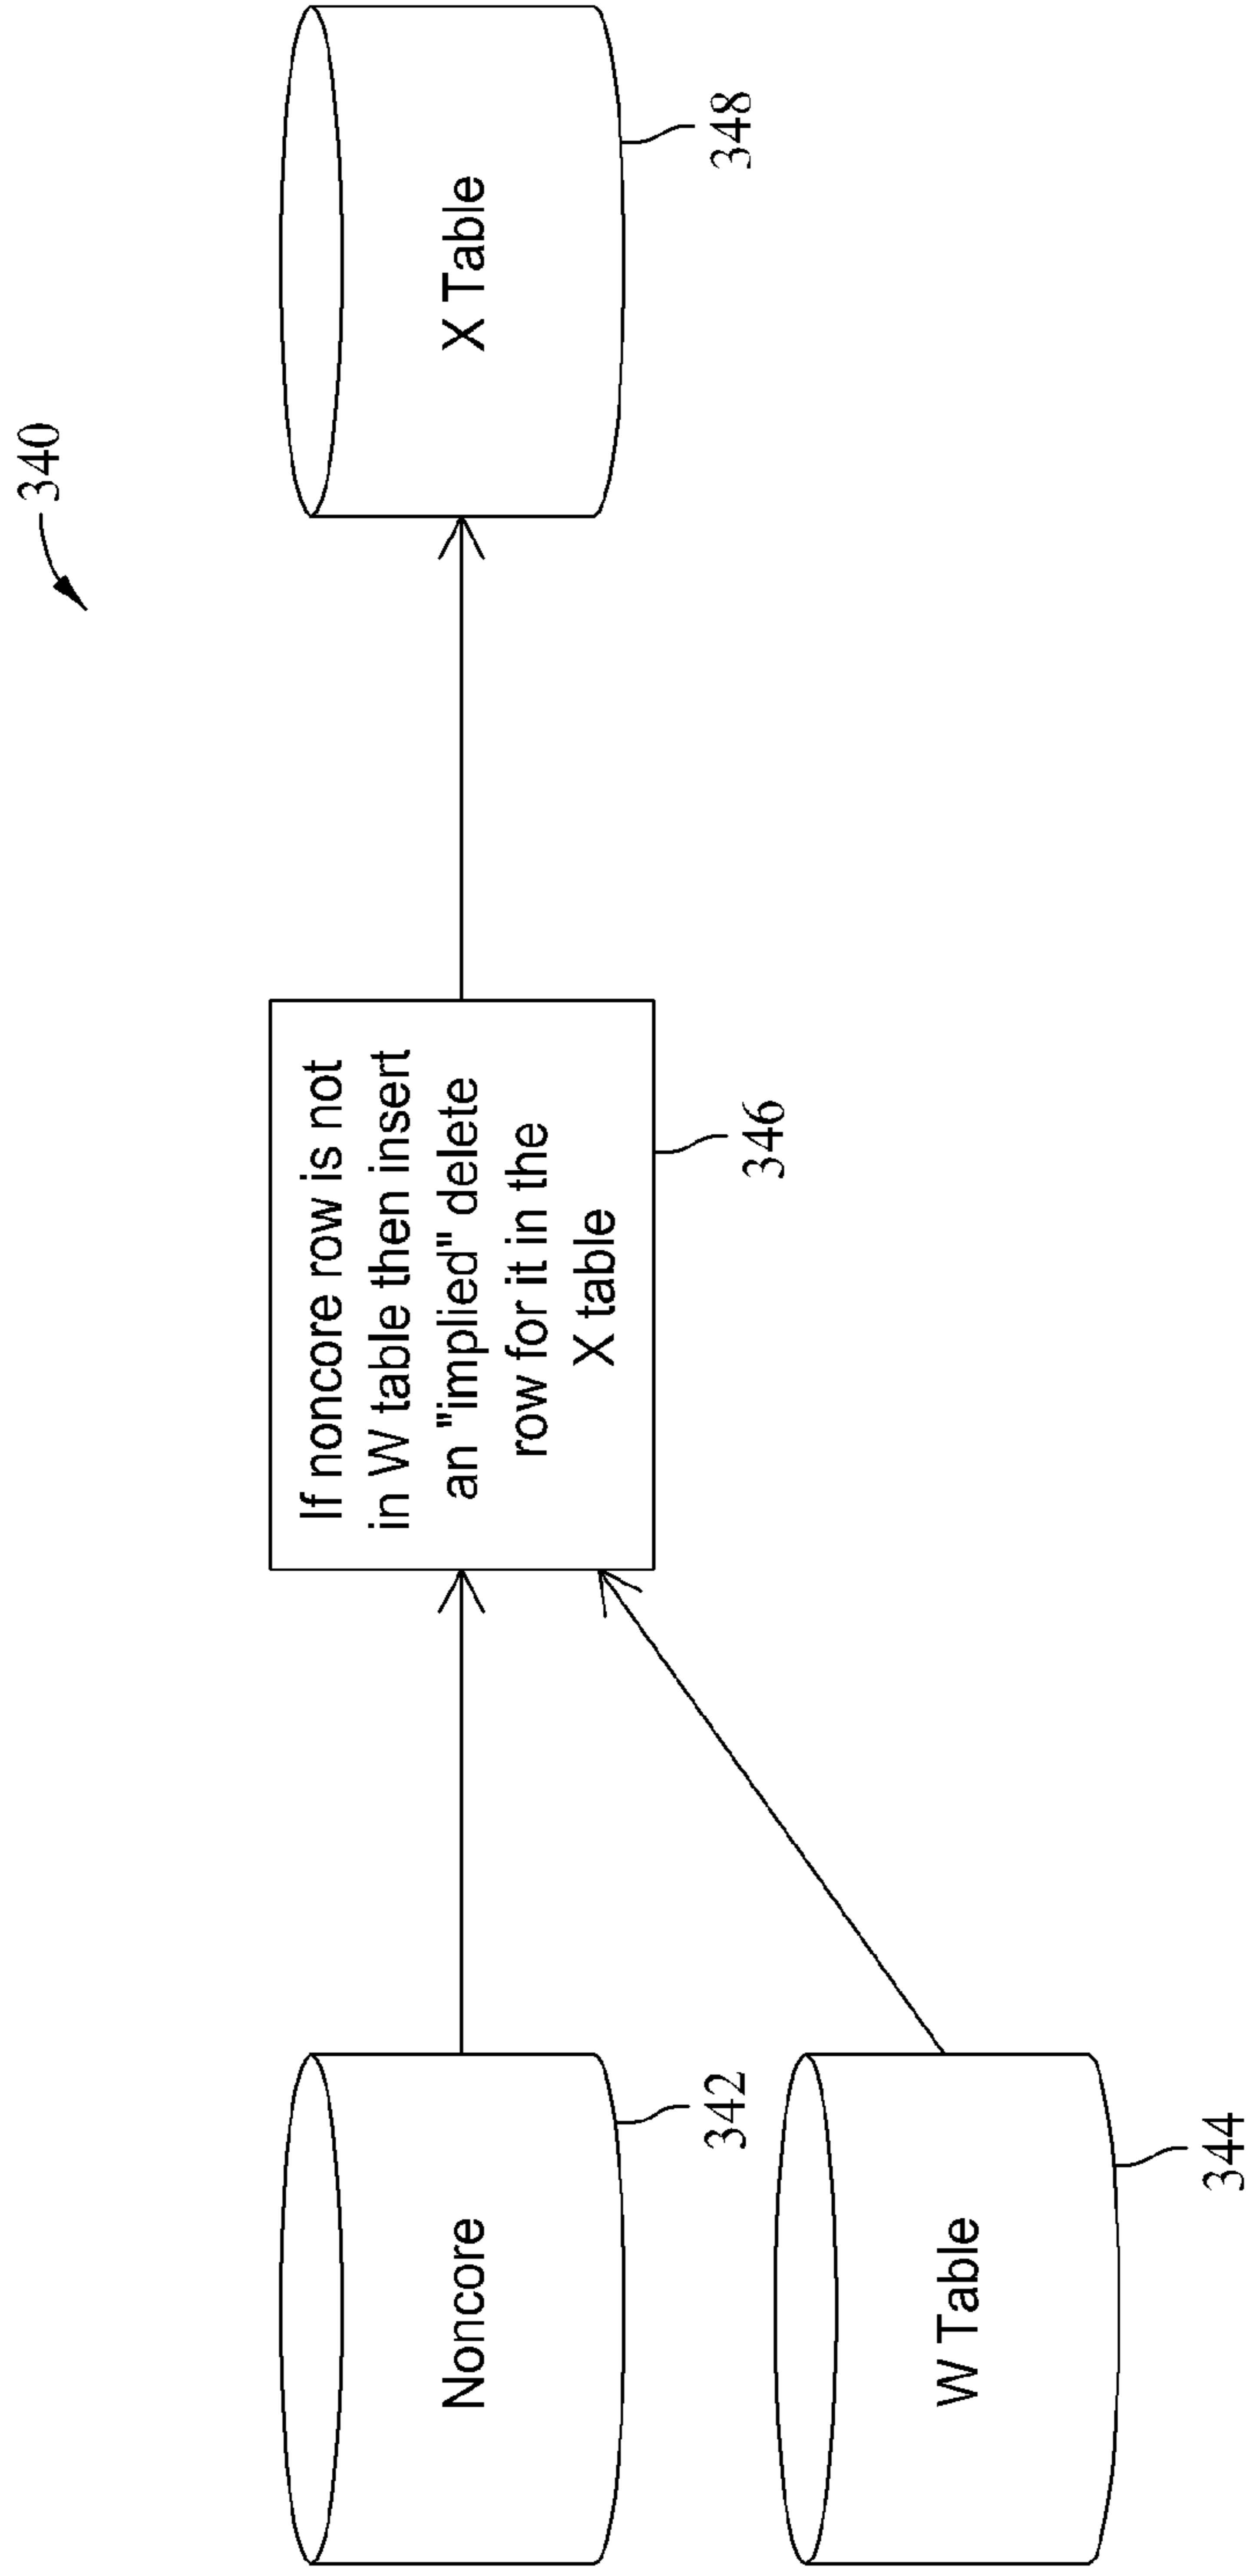 340
Noncore
342
W Table
344
If noncore row is not
in W table then insert
an "implied" delete
row for it in the
X table
346
X Table
348